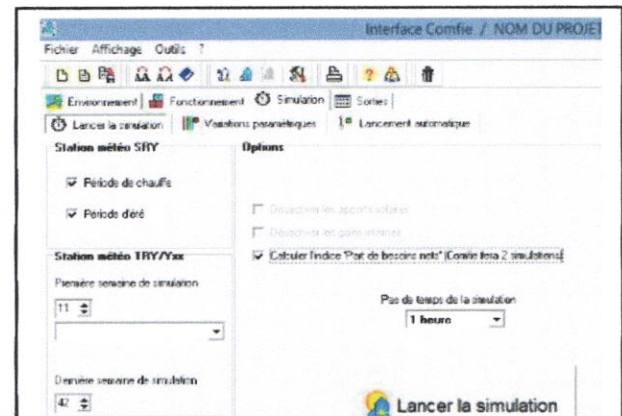 Interface Comfie / NOM DU PROJET
Fichier Affichage Outils ?
Environnement Fonctionnement Simulation Sorties
Lancer la simulation Variations paramétriques Lancement automatique
Station météo SRY
Options
Période de chauffe
Période d'été
Désactiver les apports solaires
Désactiver les gains internes
Calculer l'indice "Part de besoins nets" (Comfie fera 2 simulations)
Station météo TRY/Yxx
Première semaine de simulation
11
Pas de temps de la simulation
1 heure
Dernière semaine de simulation
42
Lancer la simulation